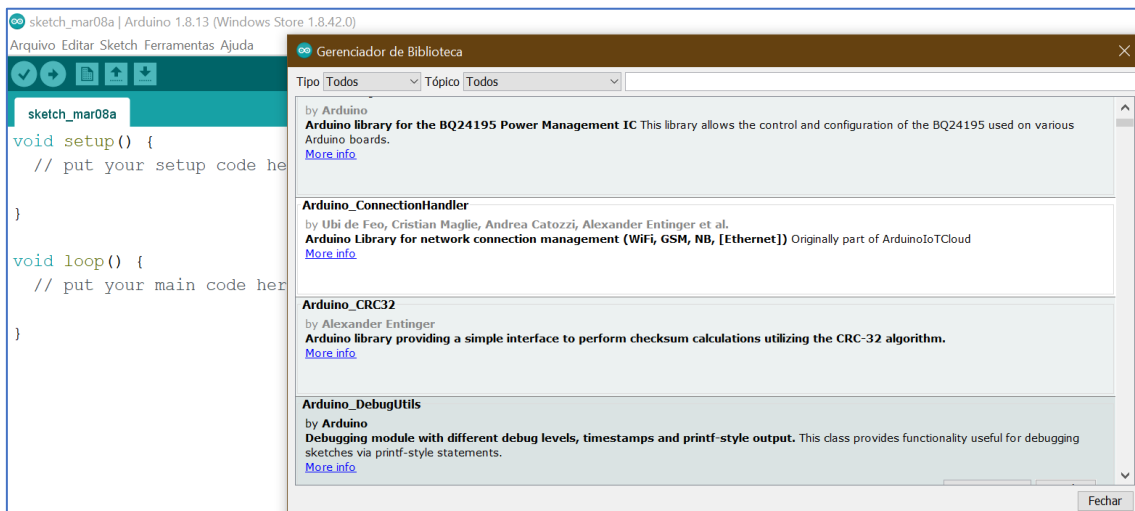 sketch_mar08a | Arduino 1.8.13 (Windows Store 1.8.42.0)
Arquivo Editar Sketch Ferramentas Ajuda
sketch_mar08a
void setup() {
// put your setup code he
}
void loop() {
// put your main code her
}
Gerenciador de Biblioteca
Tipo Todos Tópico Todos
by Arduino
Arduino library for the BQ24195 Power Management IC This library allows the control and configuration of the BQ24195 used on various
Arduino boards.
More info
Arduino_ConnectionHandler
by Ubi de Feo, Cristian Maglie, Andrea Catozzi, Alexander Entinger et al.
Arduino Library for network connection management (WiFi, GSM, NB, [Ethernet]) Originally part of ArduinoIoTCloud
More info
Arduino_CRC32
by Alexander Entinger
Arduino library providing a simple interface to perform checksum calculations utilizing the CRC-32 algorithm.
More info
Arduino_DebugUtils
by Arduino
Debugging module with different debug levels, timestamps and printf-style output. This class provides functionality useful for debugging
sketches via printf-style statements.
More info
Fechar